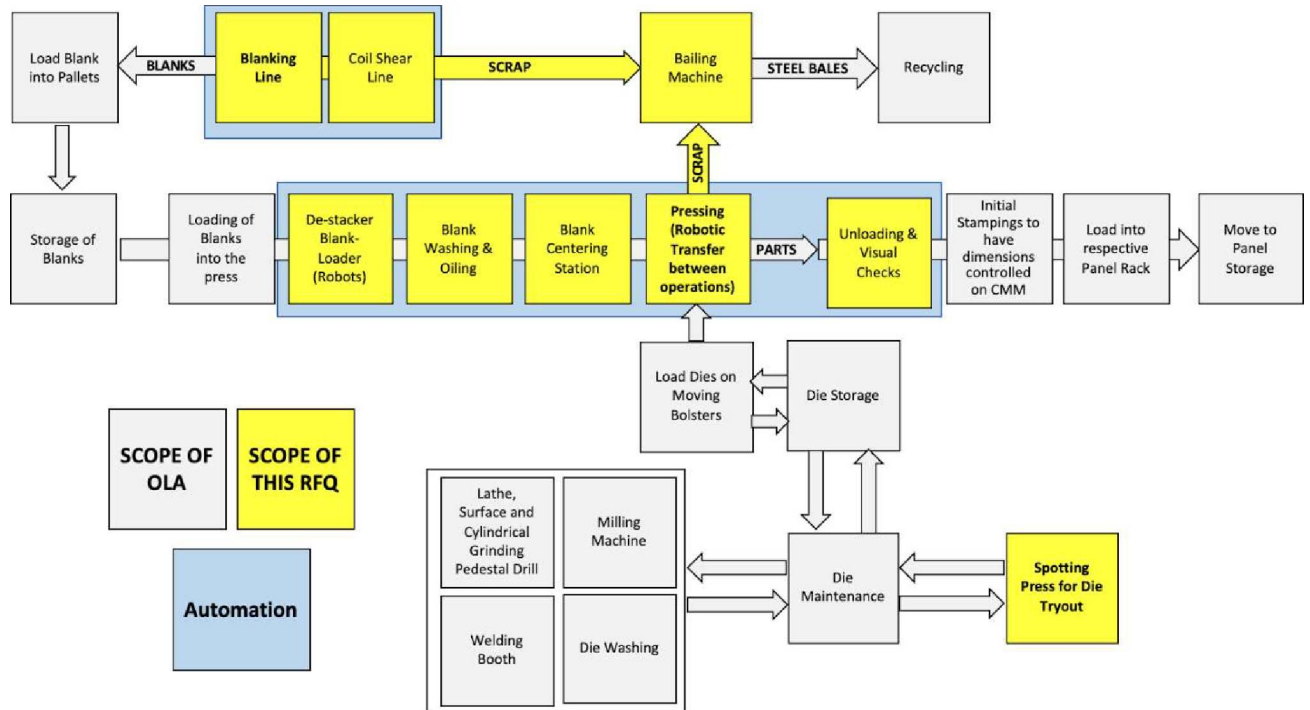 Load Blank
into Pallets
BLANKS
Blanking
Line
Coil Shear
Line
SCRAP
Bailing
Machine
STEEL BALES
Recycling
SCRAP
Storage of
Blanks
Loading of
Blanks
into the
press
De-stacker
Blank-
Loader
(Robots)
Blank
Washing &
Oiling
Blank
Centering
Station
Pressing
(Robotic
Transfer
between
operations)
PARTS
Unloading &
Visual
Checks
Initial
Stampings to
have
dimensions
controlled
on CMM
Load into
respective
Panel Rack
Move to
Panel
Storage
Load Dies on
Moving
Bolsters
Die Storage
SCOPE OF
OLA
SCOPE OF
THIS RFQ
Automation
Lathe,
Surface and
Cylindrical
Grinding
Pedestal Drill
Milling
Machine
Welding
Booth
Die Washing
Die
Maintenance
Spotting
Press for Die
Tryout